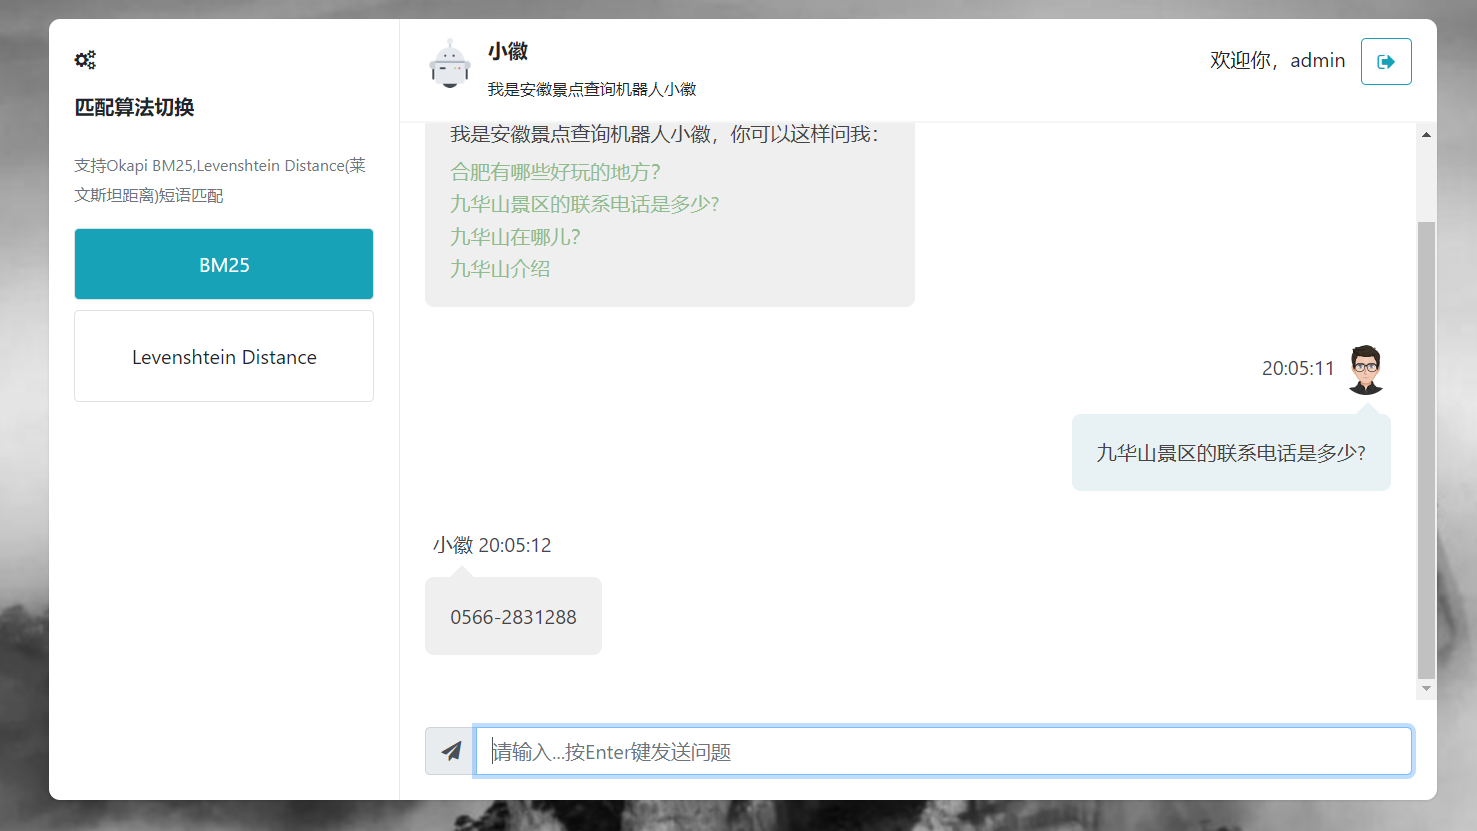 匹配算法切换
支持Okapi BM25,Levenshtein Distance(莱
文斯坦距离)短语匹配
BM25
Levenshtein Distance
小徽
我是安徽景点查询机器人小徽
欢迎你，admin
我是安徽景点查询机器人小徽，你可以这样问我：
合肥有哪些好玩的地方？
九华山景区的联系电话是多少?
九华山在哪儿？
九华山介绍
20:05:11
九华山景区的联系电话是多少?
小徽 20:05:12
0566-2831288
请输入...按Enter键发送问题